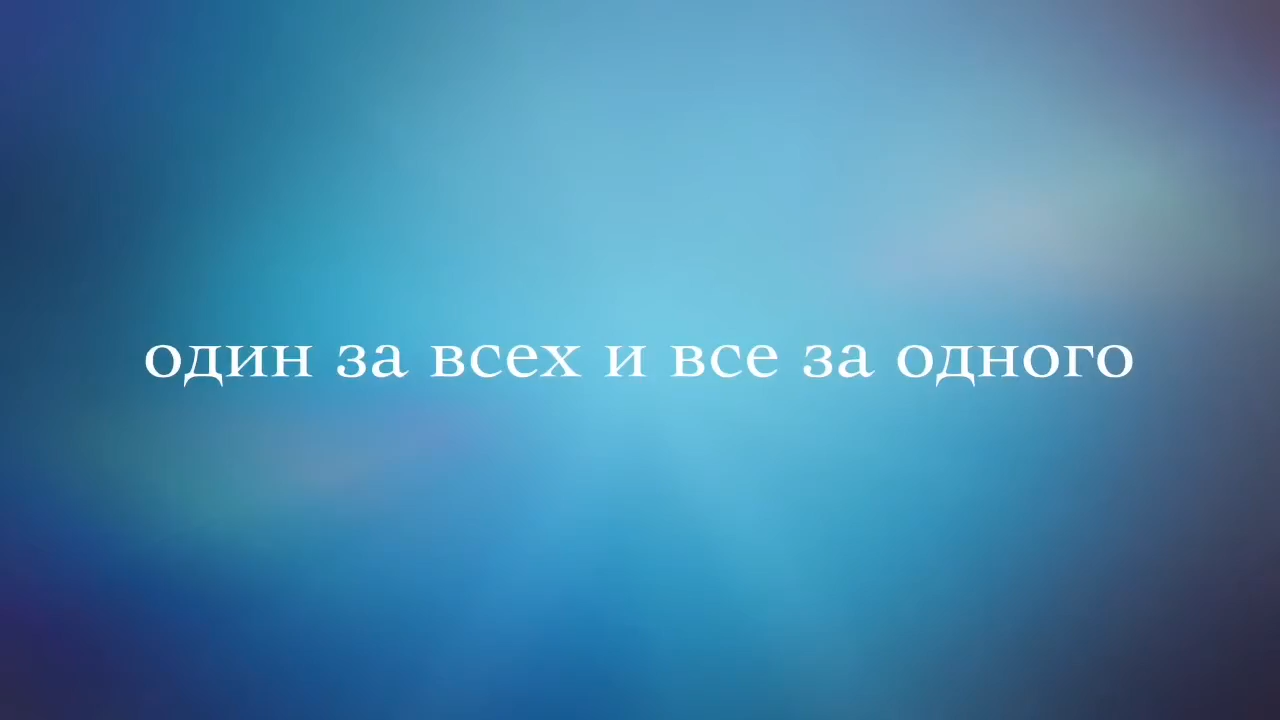 один за всех и все за одного